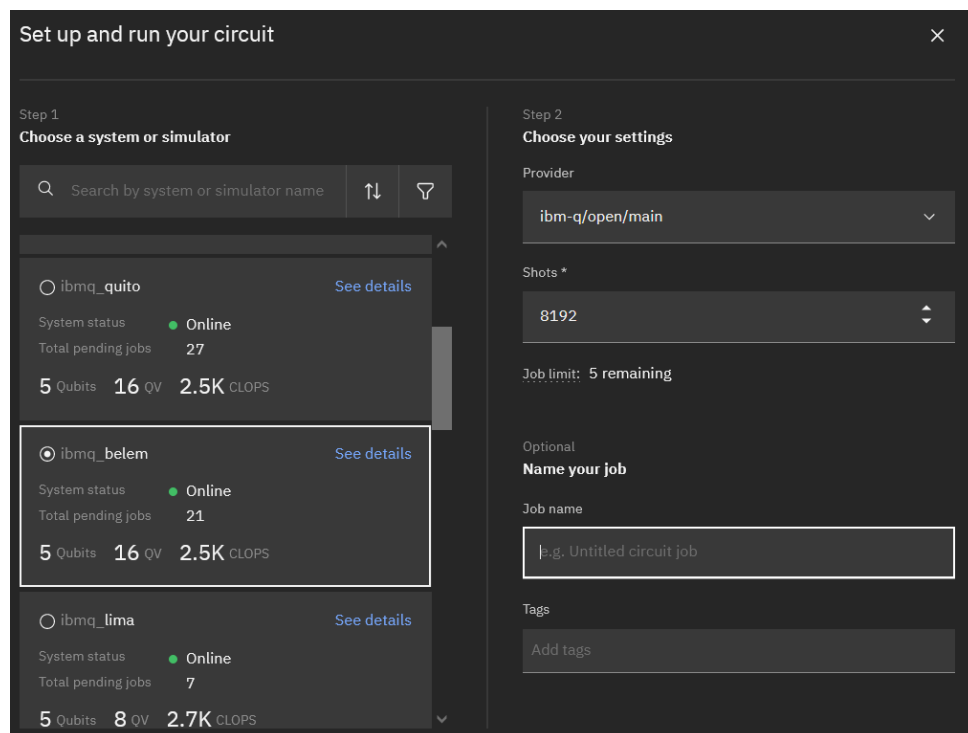 Set up and run your circuit
Step 1
Choose a system or simulator
Search by system or simulator name
ibmq_quito See details
System status Online
Total pending jobs 27
5 Qubits 16 QV 2.5K CLOPS
ibmq_belem See details
System status Online
Total pending jobs 21
5 Qubits 16 QV 2.5K CLOPS
ibmq_lima See details
System status Online
Total pending jobs 7
5 Qubits 8 QV 2.7K CLOPS
Step 2
Choose your settings
Provider
ibm-q/open/main
Shots *
8192
Job limit: 5 remaining
Optional
Name your job
Job name
e.g. Untitled circuit job
Tags
Add tags